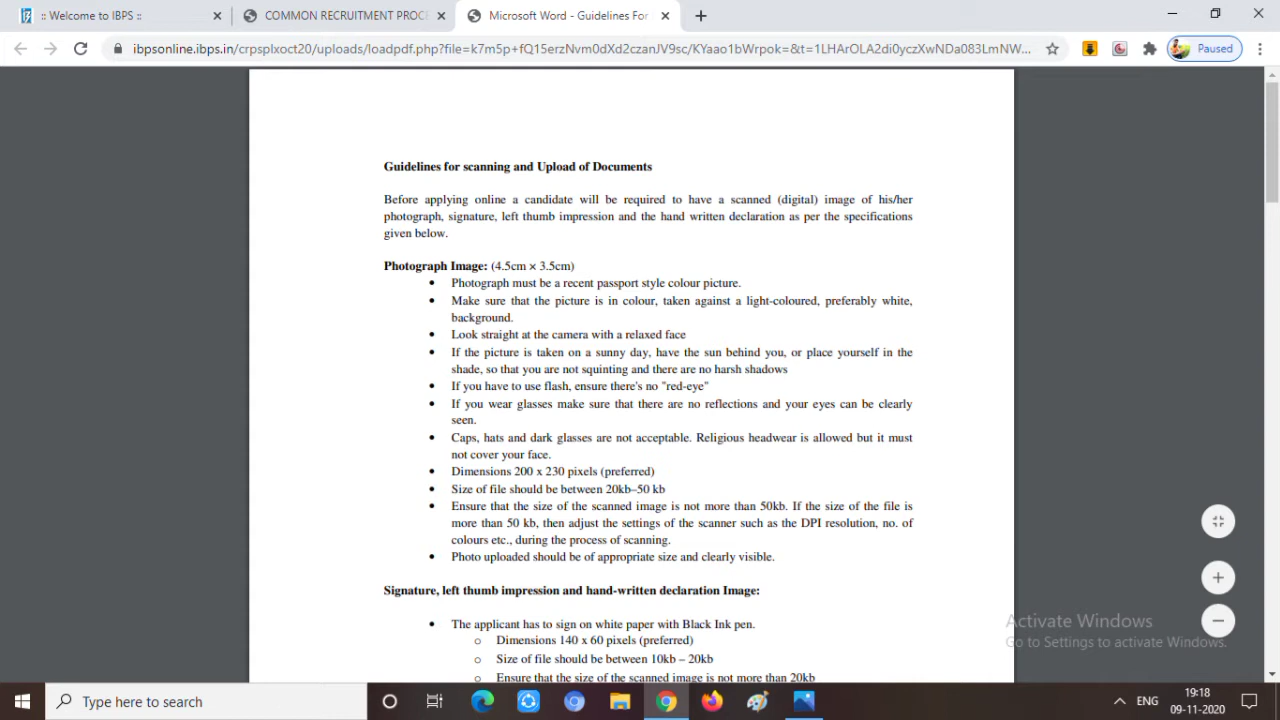 :: Welcome to IBPS ::
COMMON RECRUITMENT PROCE
Microsoft Word - Guidelines For
ibpsonline.ibps.in/crpsplxoct20/uploads/loadpdf.php?file=k7m5p+fQ15erzNvm0dXd2czanJV9sc/KYaao1bWrpok=&t=1LHArOLA2di0yczXwNDa083LmNW...
Paused
Guidelines for scanning and Upload of Documents
Before applying online a candidate will be required to have a scanned (digital) image of his/her
photograph, signature, left thumb impression and the hand written declaration as per the specifications
given below.
Photograph Image: (4.5cm × 3.5cm)
• Photograph must be a recent passport style colour picture.
• Make sure that the picture is in colour, taken against a light-coloured, preferably white,
background.
• Look straight at the camera with a relaxed face
• If the picture is taken on a sunny day, have the sun behind you, or place yourself in the
shade, so that you are not squinting and there are no harsh shadows
• If you have to use flash, ensure there's no "red-eye"
• If you wear glasses make sure that there are no reflections and your eyes can be clearly
seen.
• Caps, hats and dark glasses are not acceptable. Religious headwear is allowed but it must
not cover your face.
• Dimensions 200 x 230 pixels (preferred)
• Size of file should be between 20kb–50 kb
• Ensure that the size of the scanned image is not more than 50kb. If the size of the file is
more than 50 kb, then adjust the settings of the scanner such as the DPI resolution, no. of
colours etc., during the process of scanning.
• Photo uploaded should be of appropriate size and clearly visible.
Signature, left thumb impression and hand-written declaration Image:
• The applicant has to sign on white paper with Black Ink pen.
o Dimensions 140 x 60 pixels (preferred)
o Size of file should be between 10kb – 20kb
o Ensure that the size of the scanned image is not more than 20kb
Activate Windows
Go to Settings to activate Windows.
Type here to search
ENG
19:18
09-11-2020